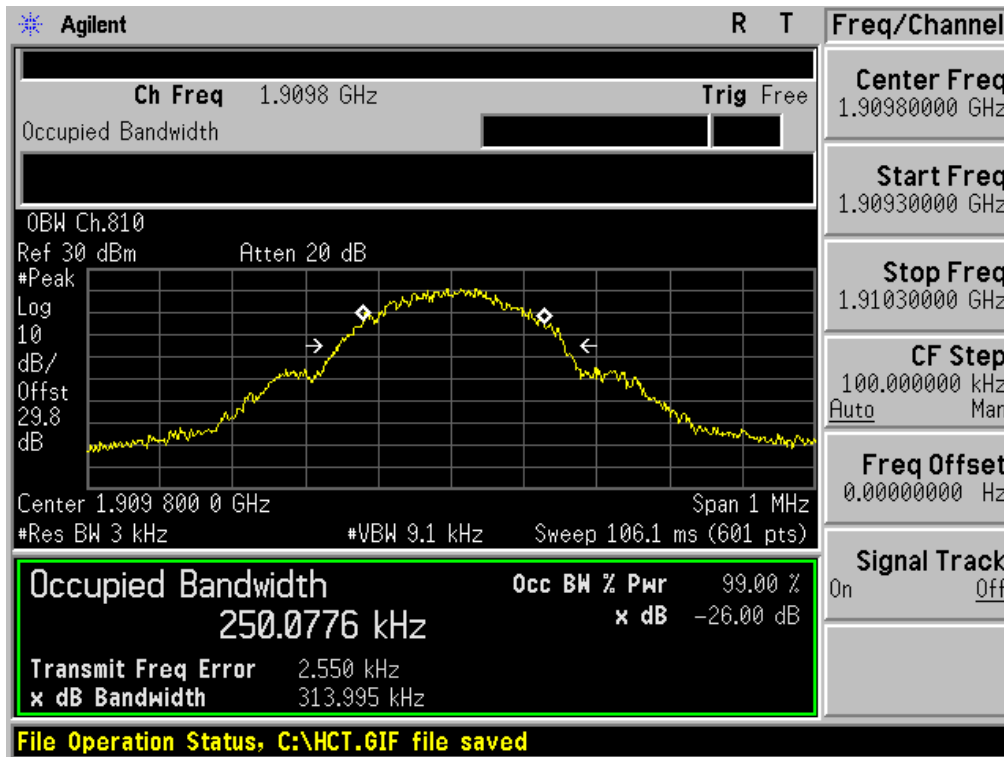 Agilent R T Freq/Channel
Ch Freq 1.9098 GHz Trig Free
Occupied Bandwidth
Center Freq
1.90980000 GHz
Start Freq
1.90930000 GHz
Stop Freq
1.91030000 GHz
CF Step
100.000000 kHz
Auto Man
Freq Offset
0.00000000 Hz
Signal Track
On Off
OBW Ch.810
Ref 30 dBm Atten 20 dB
#Peak
Log
10
dB/
Offst
29.8
dB
Center 1.909 800 0 GHz Span 1 MHz
#Res BW 3 kHz #VBW 9.1 kHz Sweep 106.1 ms (601 pts)
Occupied Bandwidth Occ BW % Pwr 99.00 %
250.0776 kHz x dB -26.00 dB
Transmit Freq Error 2.550 kHz
x dB Bandwidth 313.995 kHz
File Operation Status, C:\HCT.GIF file saved